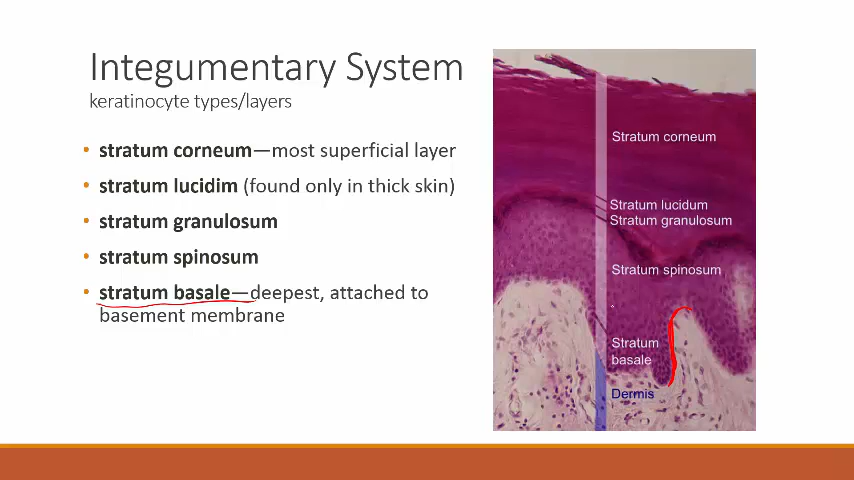 Integumentary System
keratinocyte types/layers
• stratum corneum—most superficial layer
• stratum lucidim (found only in thick skin)
• stratum granulosum
• stratum spinosum
• stratum basale—deepest, attached to
basement membrane
Stratum corneum
Stratum lucidum
Stratum granulosum
Stratum spinosum
Stratum
basale
Dermis